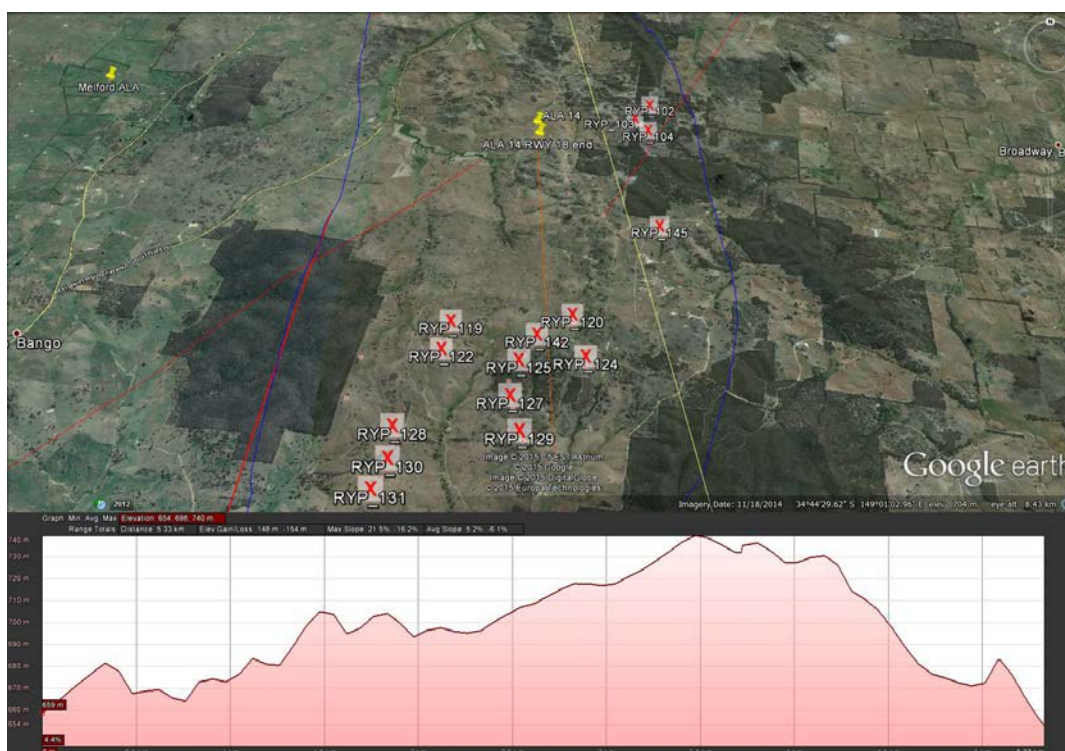 Melford ALA
ALA 14
RYP_102
RYP_103
RYP_104
ALA 14 RWY 18 end
Broadway
RYP_145
RYP_119
RYP_120
Bango
RYP_142
RYP_122
RYP_125
RYP_124
RYP_127
RYP_128
RYP_129
RYP_130
RYP_131
Image © 2015 CNES / Astrium
© 2015 Google
Image © 2015 DigitalGlobe
© 2015 Europa Technologies
Google earth
2012
Imagery Date: 11/18/2014 34°44'29.62" S 149°01'02.96" E elev 704 m eye alt 8.43 km
Graph: Min, Avg, Max Elevation: 654, 698, 740 m
Range Totals: Distance: 5.33 km Elev Gain/Loss: 148 m, -154 m Max Slope: 21.5%, -16.2% Avg Slope: 5.2%, -6.1%
740 m
730 m
720 m
710 m
700 m
690 m
680 m
670 m
659 m
660 m
654 m
4.4%